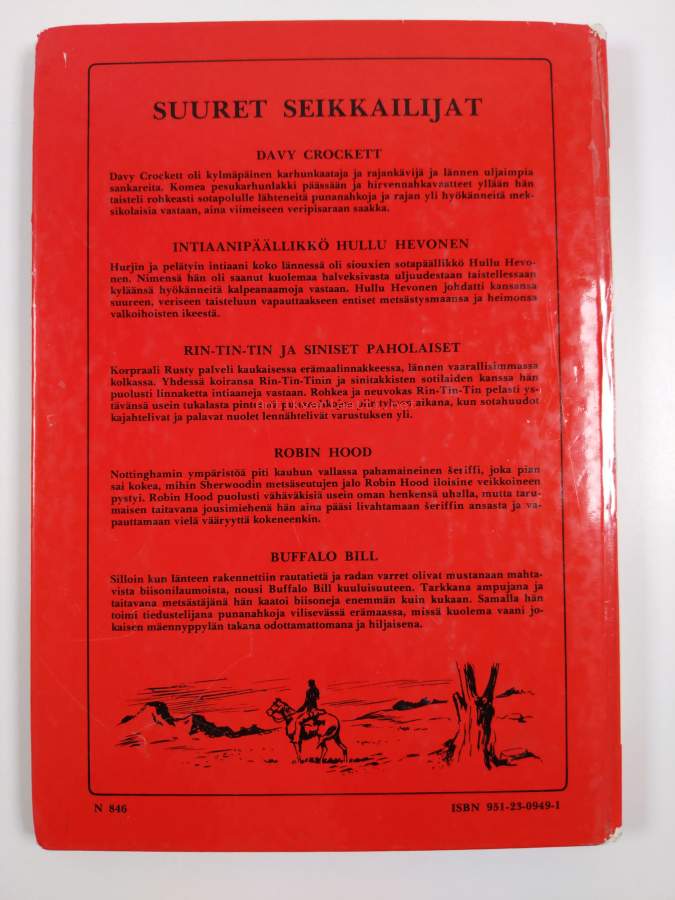 SUURET SEIKKAILIJAT
DAVY CROCKETT
Davy Crockett oli kylmäpäinen karhunkaataja ja rajankävijä ja lännen uljaimpia
sankareita. Komea pesukarhunlakki päässään ja hirvennahkavaatteet yllään hän
taisteli rohkeasti sotapolulle lähteneitä punanahkoja ja rajan yli hyökänneitä mek-
sikolaisia vastaan, aina viimeiseen veripisaraan saakka.
INTIAANIPÄÄLLIKKÖ HULLU HEVONEN
Hurjin ja pelätyin intiaani koko lännessä oli siouxien sotapäällikkö Hullu Hevo-
nen. Nimensä hän oli saanut kuolemaa halveksivasta uljuudestaan taistellessaan
kyläänsä hyökänneitä kalpeanaamoja vastaan. Hullu Hevonen johdatti kansansa
suureen, veriseen taisteluun vapauttaakseen entiset metsästysmaansa ja heimonsa
valkoihoisten ikeestä.
RIN-TIN-TIN JA SINISET PAHOLAISET
Korpraali Rusty palveli kaukaisessa erämaalinnakkeessa, lännen vaarallisimmassa
kolkassa. Yhdessä koiransa Rin-Tin-Tinin ja sinitakkisten sotilaiden kanssa hän
puolusti linnaketta intiaaneja vastaan. Rohkea ja neuvokas Rin-Tin-Tin pelasti ys-
tävänsä usein tukalasta aikana, kun sotahuudot
kajahtelivat ja palavat nuolet lennähtelivät varustuksen yli.
ROBIN HOOD
Nottinghamin ympäristöä piti kauhun vallassa pahamaineinen šeriffi, joka pian
sai kokea, mihin Sherwoodin metsäseutujen jalo Robin Hood iloisine veikkoineen
pystyi. Robin Hood puolusti vähäväkisiä usein oman henkensä uhalla, mutta taru-
maisen taitavana jousimiehenä hän aina pääsi livahtamaan šeriffin ansasta ja va-
pauttamaan vielä vääryyttä kokeneenkin.
BUFFALO BILL
Silloin kun länteen rakennettiin rautatietä ja radan varret olivat mustanaan mahta-
vista biisonilaumoista, nousi Buffalo Bill kuuluisuuteen. Tarkkana ampujana ja
taitavana metsästäjänä hän kaatoi biisoneja enemmän kuin kukaan. Samalla hän
toimi tiedustelijana punanahkoja vilisevässä erämaassa, missä kuolema vaani jo-
kaisen mäennyppylän takana odottamattomana ja hiljaisena.
N 846
ISBN 951-23-0949-1